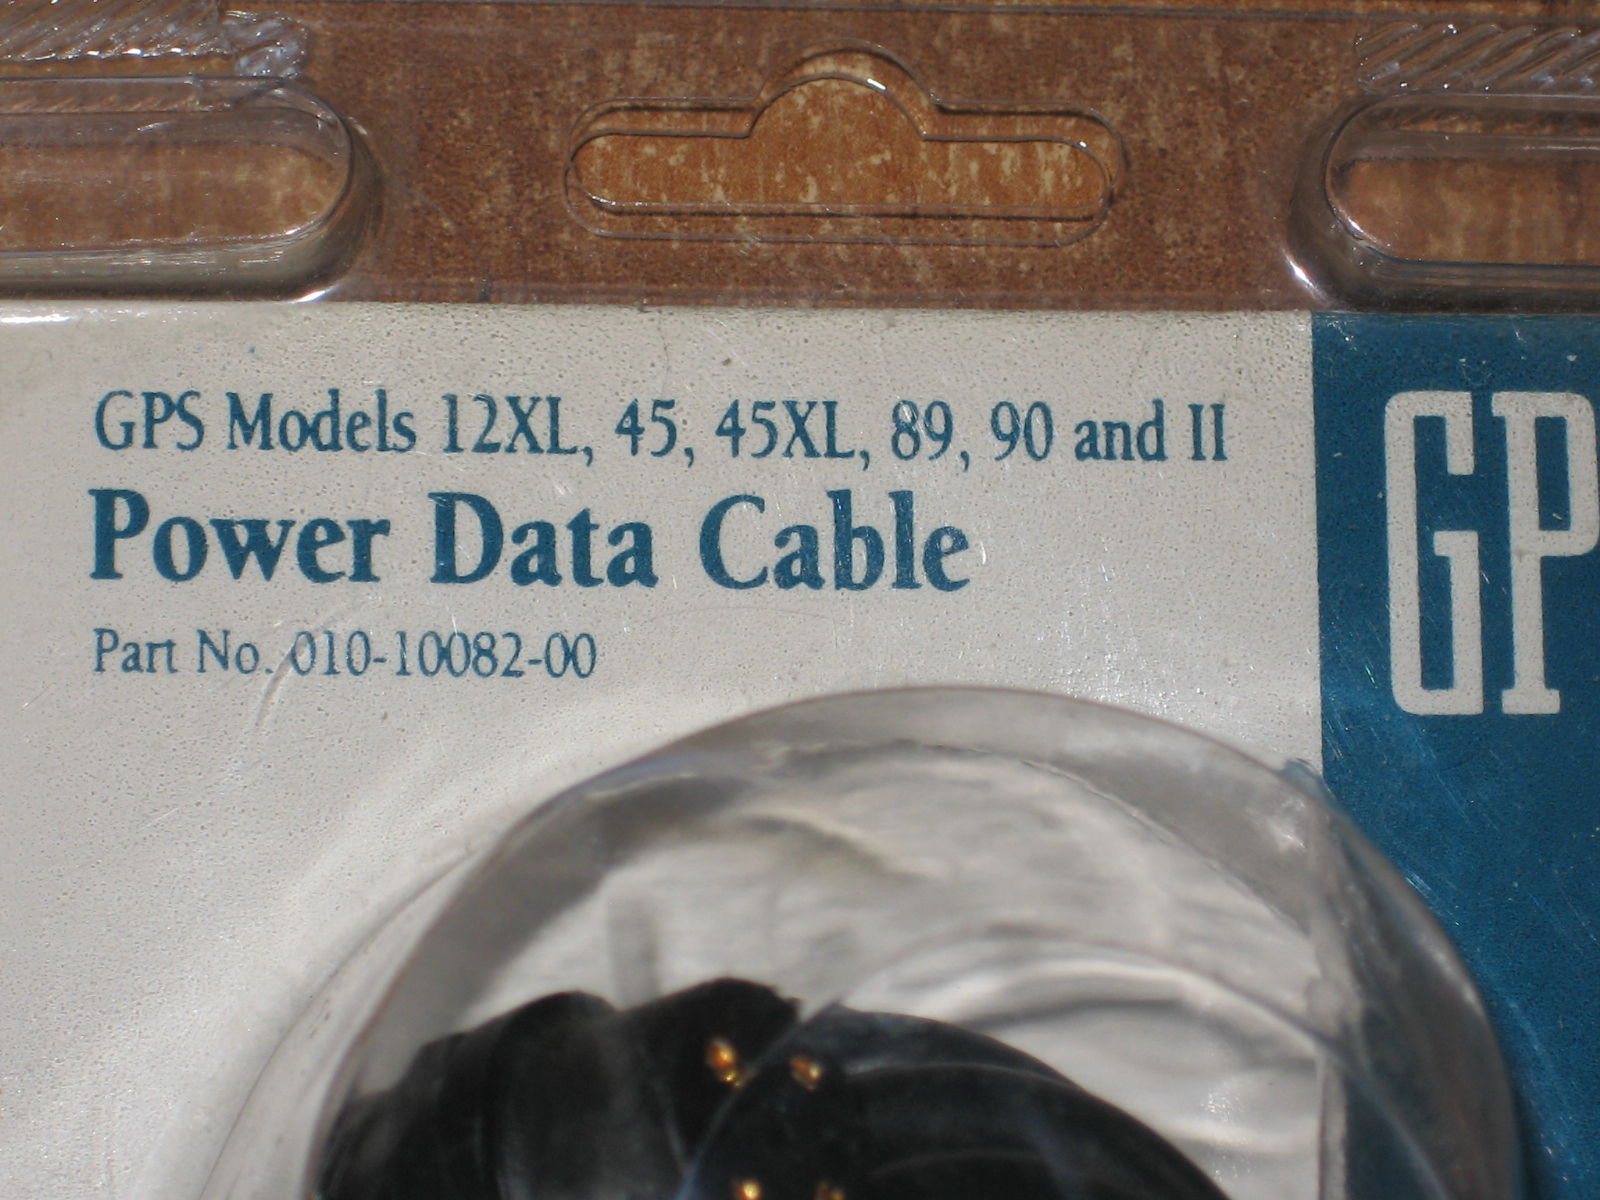 GPS Models 12XL, 45, 45XL, 89, 90 and II
Power Data Cable
Part No. 010-10082-00
GP